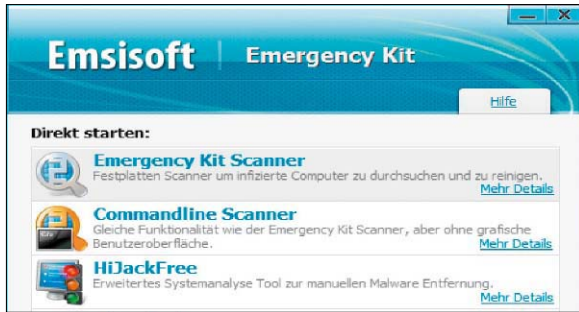 Emsisoft Emergency Kit
Hilfe
Direkt starten:
Emergency Kit Scanner
Festplatten Scanner um infizierte Computer zu durchsuchen und zu reinigen.
Mehr Details
Commandline Scanner
Gleiche Funktionalität wie der Emergency Kit Scanner, aber ohne grafische
Benutzeroberfläche.
Mehr Details
HiJackFree
Erweitertes Systemanalyse Tool zur manuellen Malware Entfernung.
Mehr Details